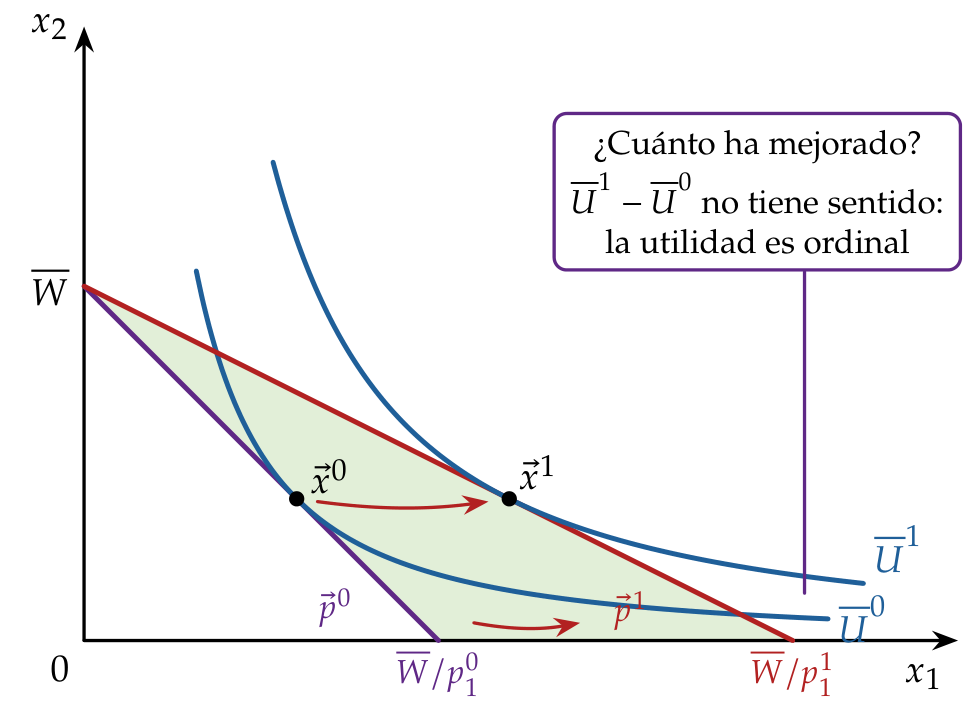 x₂
¿Cuánto ha mejorado?
U̅¹ – U̅⁰ no tiene sentido:
la utilidad es ordinal
W̅
x⃗⁰
x⃗¹
U̅¹
p⃗⁰
p⃗¹
U̅⁰
0
W̅/p₁⁰
W̅/p₁¹
x₁